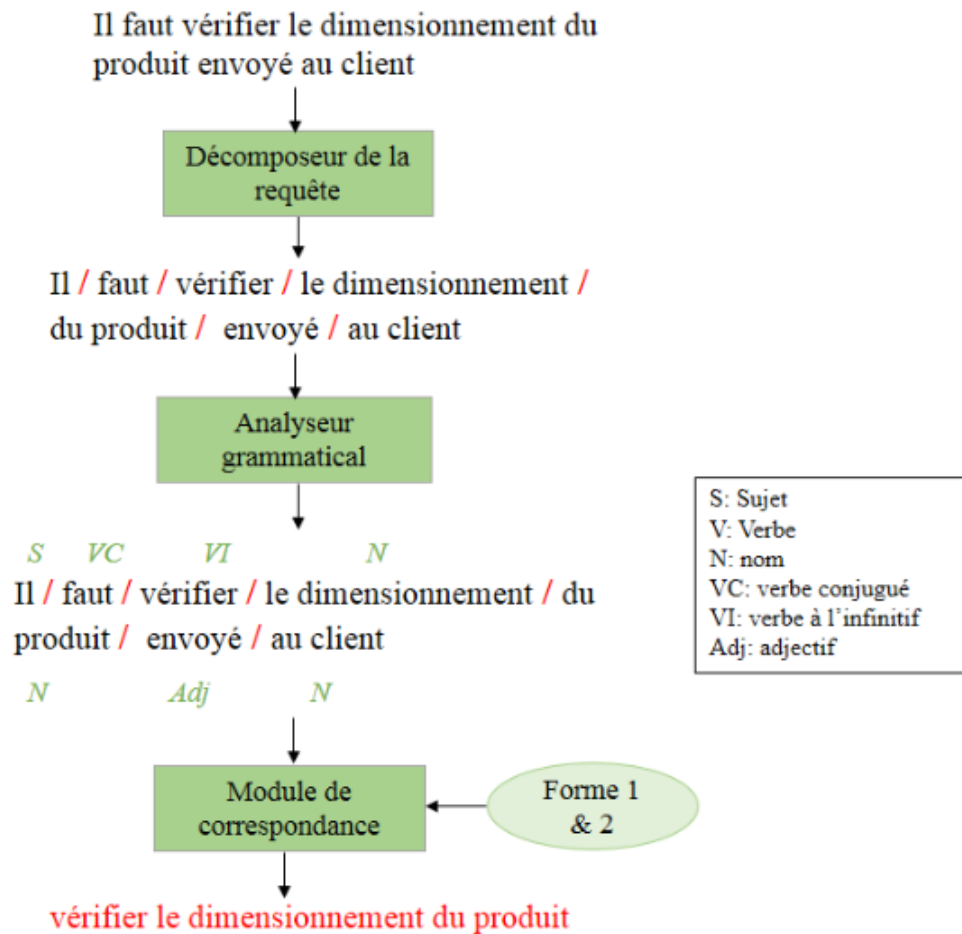 Il faut vérifier le dimensionnement du
produit envoyé au client
Décomposeur de la
requête
Il / faut / vérifier / le dimensionnement /
du produit / envoyé / au client
Analyseur
grammatical
S VC VI N
Il / faut / vérifier / le dimensionnement / du
produit / envoyé / au client
N Adj N
S: Sujet
V: Verbe
N: nom
VC: verbe conjugué
VI: verbe à l'infinitif
Adj: adjectif
Module de
correspondance
Forme 1
& 2
vérifier le dimensionnement du produit